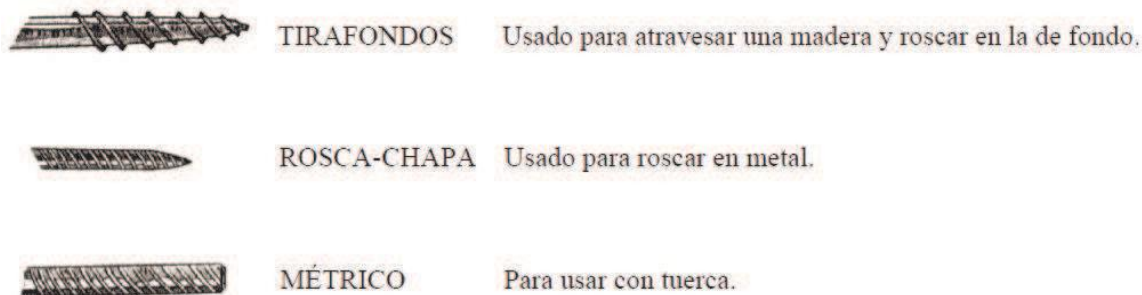 TIRAFONDOS Usado para atravesar una madera y roscar en la de fondo.
ROSCA-CHAPA Usado para roscar en metal.
MÉTRICO Para usar con tuerca.